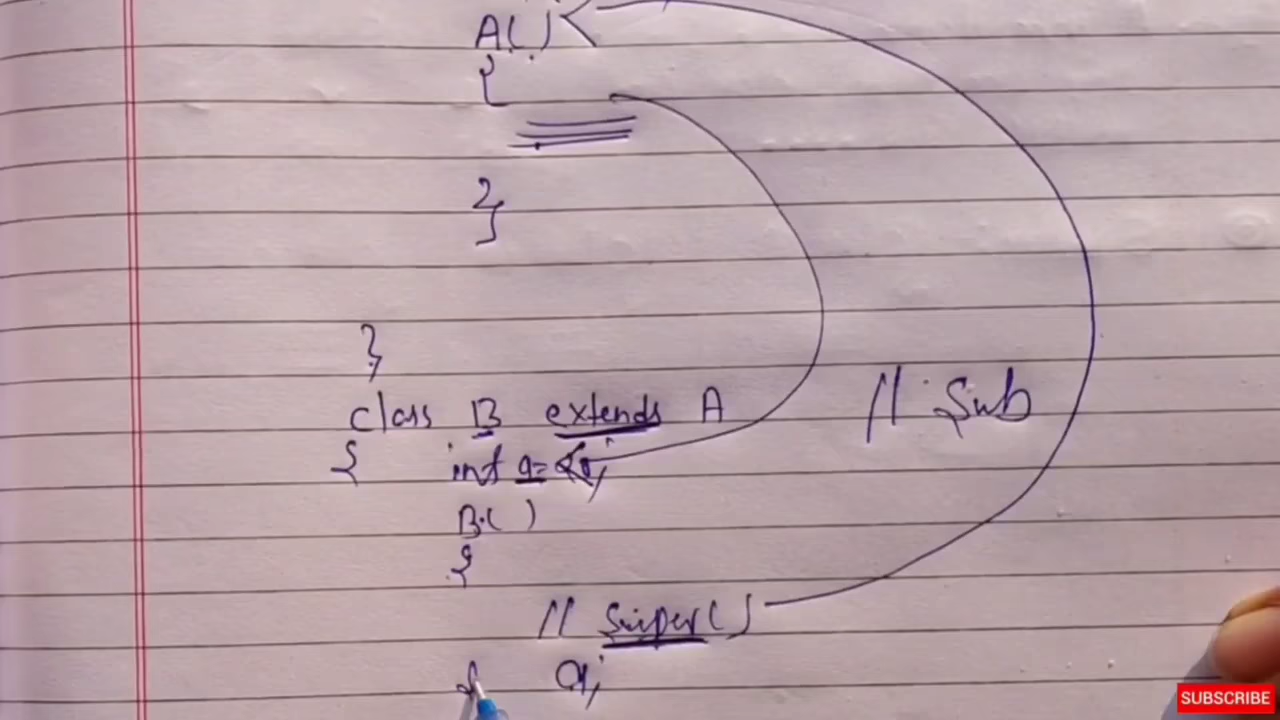 A( )
{
}
}
class B extends A // Sub
{ int a=
B( )
{
// Super()
a;
SUBSCRIBE